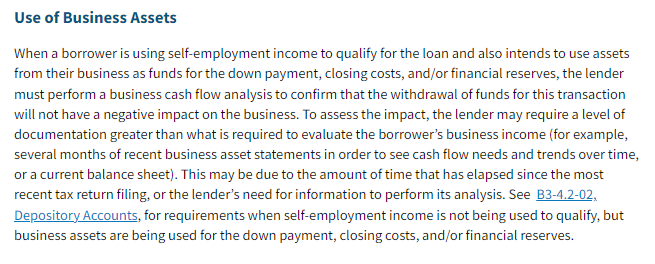 Use of Business Assets
When a borrower is using self-employment income to qualify for the loan and also intends to use assets
from their business as funds for the down payment, closing costs, and/or financial reserves, the lender
must perform a business cash flow analysis to confirm that the withdrawal of funds for this transaction
will not have a negative impact on the business. To assess the impact, the lender may require a level of
documentation greater than what is required to evaluate the borrower’s business income (for example,
several months of recent business asset statements in order to see cash flow needs and trends over time,
or a current balance sheet). This may be due to the amount of time that has elapsed since the most
recent tax return filing, or the lender’s need for information to perform its analysis. See B3-4.2-02,
Depository Accounts, for requirements when self-employment income is not being used to qualify, but
business assets are being used for the down payment, closing costs, and/or financial reserves.